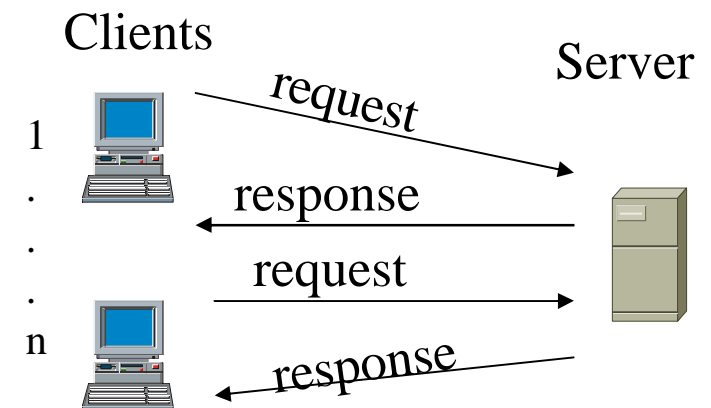 Clients
Server
request
1
.
response
.
request
.
n
response